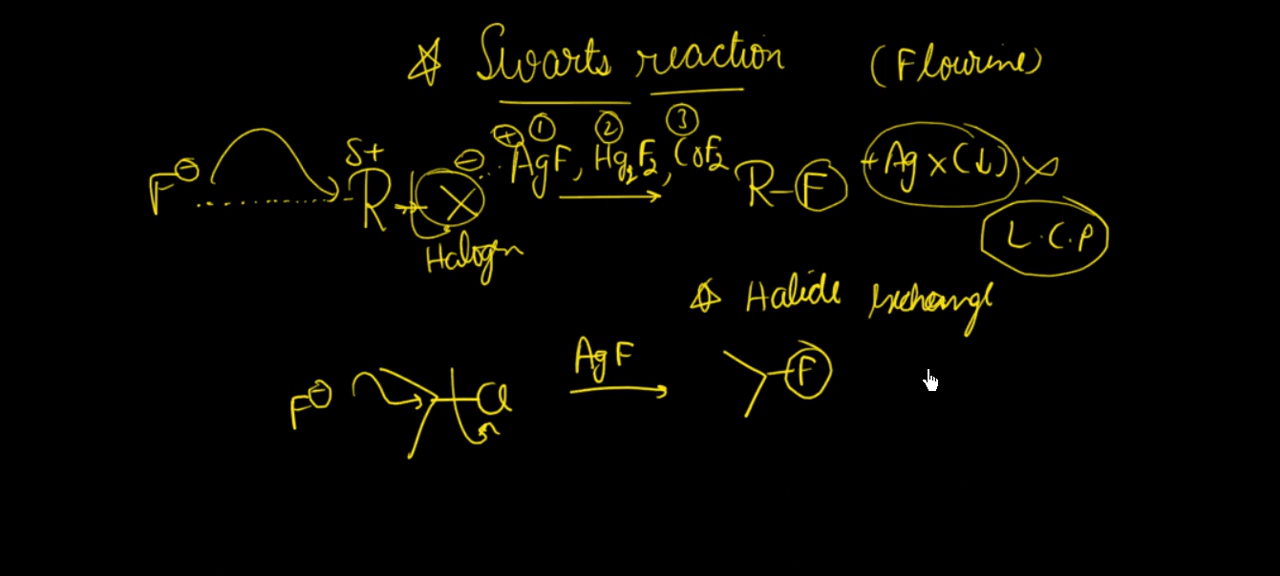 ☆ Swarts reaction (Flourine)
⊕ ① ② ③
F⊖ δ+ R X ⊖ AgF, Hg₂F₂, CoF₂ R-F + AgX(↓) X
Halogen L.C.P
☆ Halide exchange
F⊖ Cl AgF F